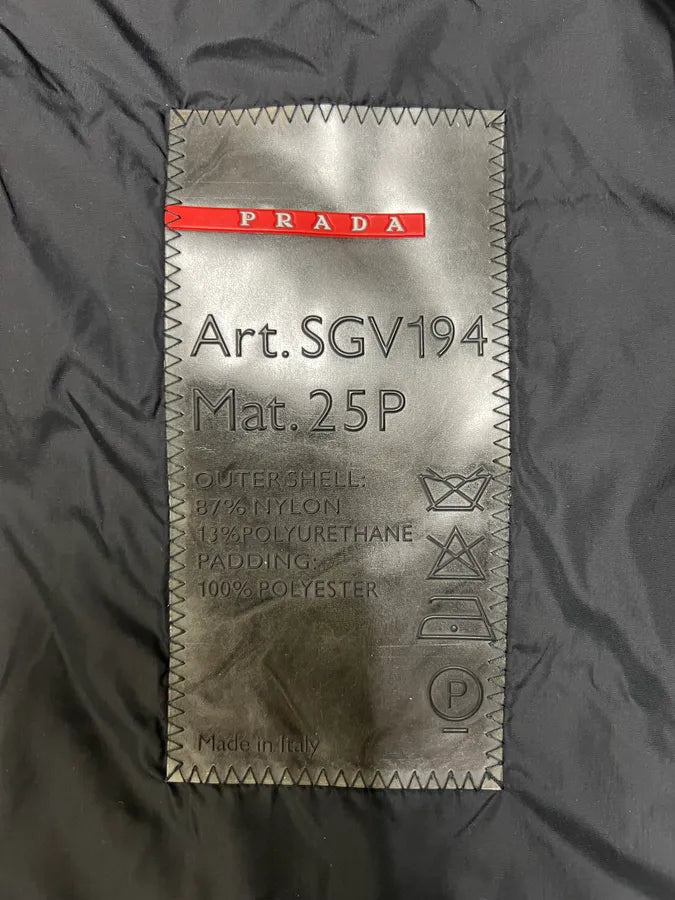 PRADA
Art. SGV194
Mat. 25P
OUTER SHELL:
87% NYLON
13% POLYURETHANE
PADDING:
100% POLYESTER
P
Made in Italy